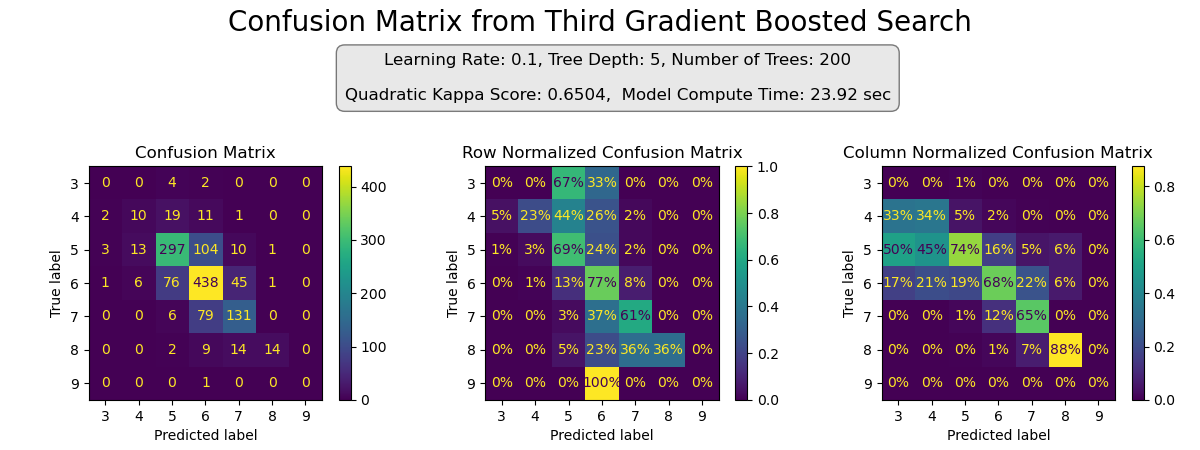 Confusion Matrix from Third Gradient Boosted Search
Learning Rate: 0.1, Tree Depth: 5, Number of Trees: 200
Quadratic Kappa Score: 0.6504,  Model Compute Time: 23.92 sec
Confusion Matrix
True label
3 0 0 4 2 0 0 0
4 2 10 19 11 1 0 0
5 3 13 297 104 10 1 0
6 1 6 76 438 45 1 0
7 0 0 6 79 131 0 0
8 0 0 2 9 14 14 0
9 0 0 0 1 0 0 0
3 4 5 6 7 8 9
Predicted label
400
300
200
100
0
Row Normalized Confusion Matrix
True label
3 0% 0% 67% 33% 0% 0% 0%
4 5% 23% 44% 26% 2% 0% 0%
5 1% 3% 69% 24% 2% 0% 0%
6 0% 1% 13% 77% 8% 0% 0%
7 0% 0% 3% 37% 61% 0% 0%
8 0% 0% 5% 23% 36% 36% 0%
9 0% 0% 0% 100% 0% 0% 0%
3 4 5 6 7 8 9
Predicted label
1.0
0.8
0.6
0.4
0.2
0.0
Column Normalized Confusion Matrix
True label
3 0% 0% 1% 0% 0% 0% 0%
4 33% 34% 5% 2% 0% 0% 0%
5 50% 45% 74% 16% 5% 6% 0%
6 17% 21% 19% 68% 22% 6% 0%
7 0% 0% 1% 12% 65% 0% 0%
8 0% 0% 0% 1% 7% 88% 0%
9 0% 0% 0% 0% 0% 0% 0%
3 4 5 6 7 8 9
Predicted label
0.8
0.6
0.4
0.2
0.0